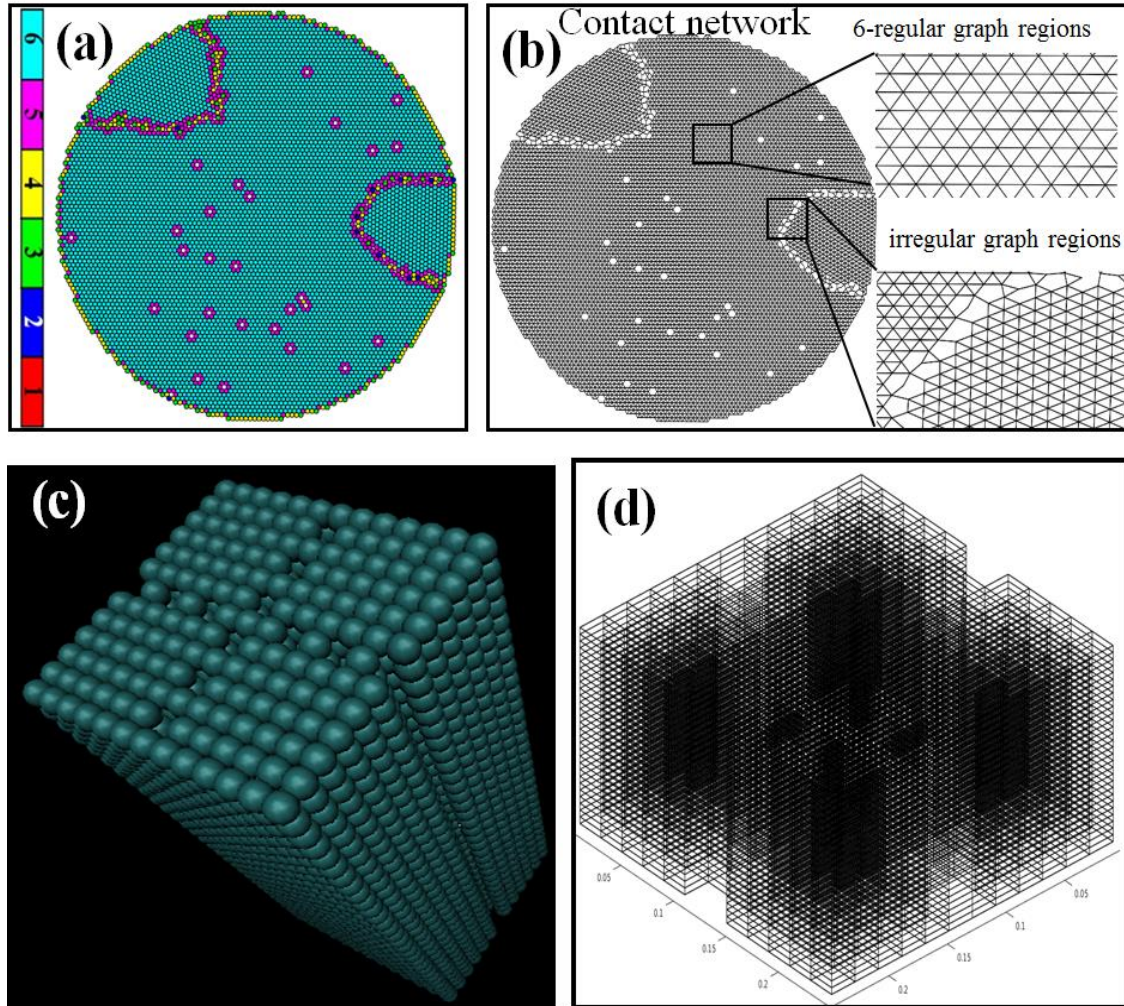 (a)
6
5
4
3
2
1
(b)
Contact network
6-regular graph regions
irregular graph regions
(c)
(d)
0.05
0.1
0.15
0.2
0.05
0.1
0.15
0.2